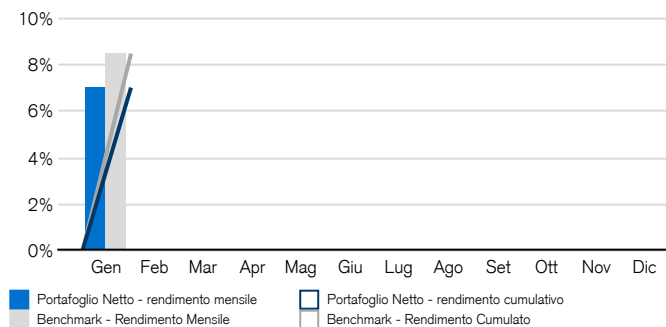 10%
8%
6%
4%
2%
0%
Gen Feb Mar Apr Mag Giu Lug Ago Set Ott Nov Dic
Portafoglio Netto - rendimento mensile
Portafoglio Netto - rendimento cumulativo
Benchmark - Rendimento Mensile
Benchmark - Rendimento Cumulato